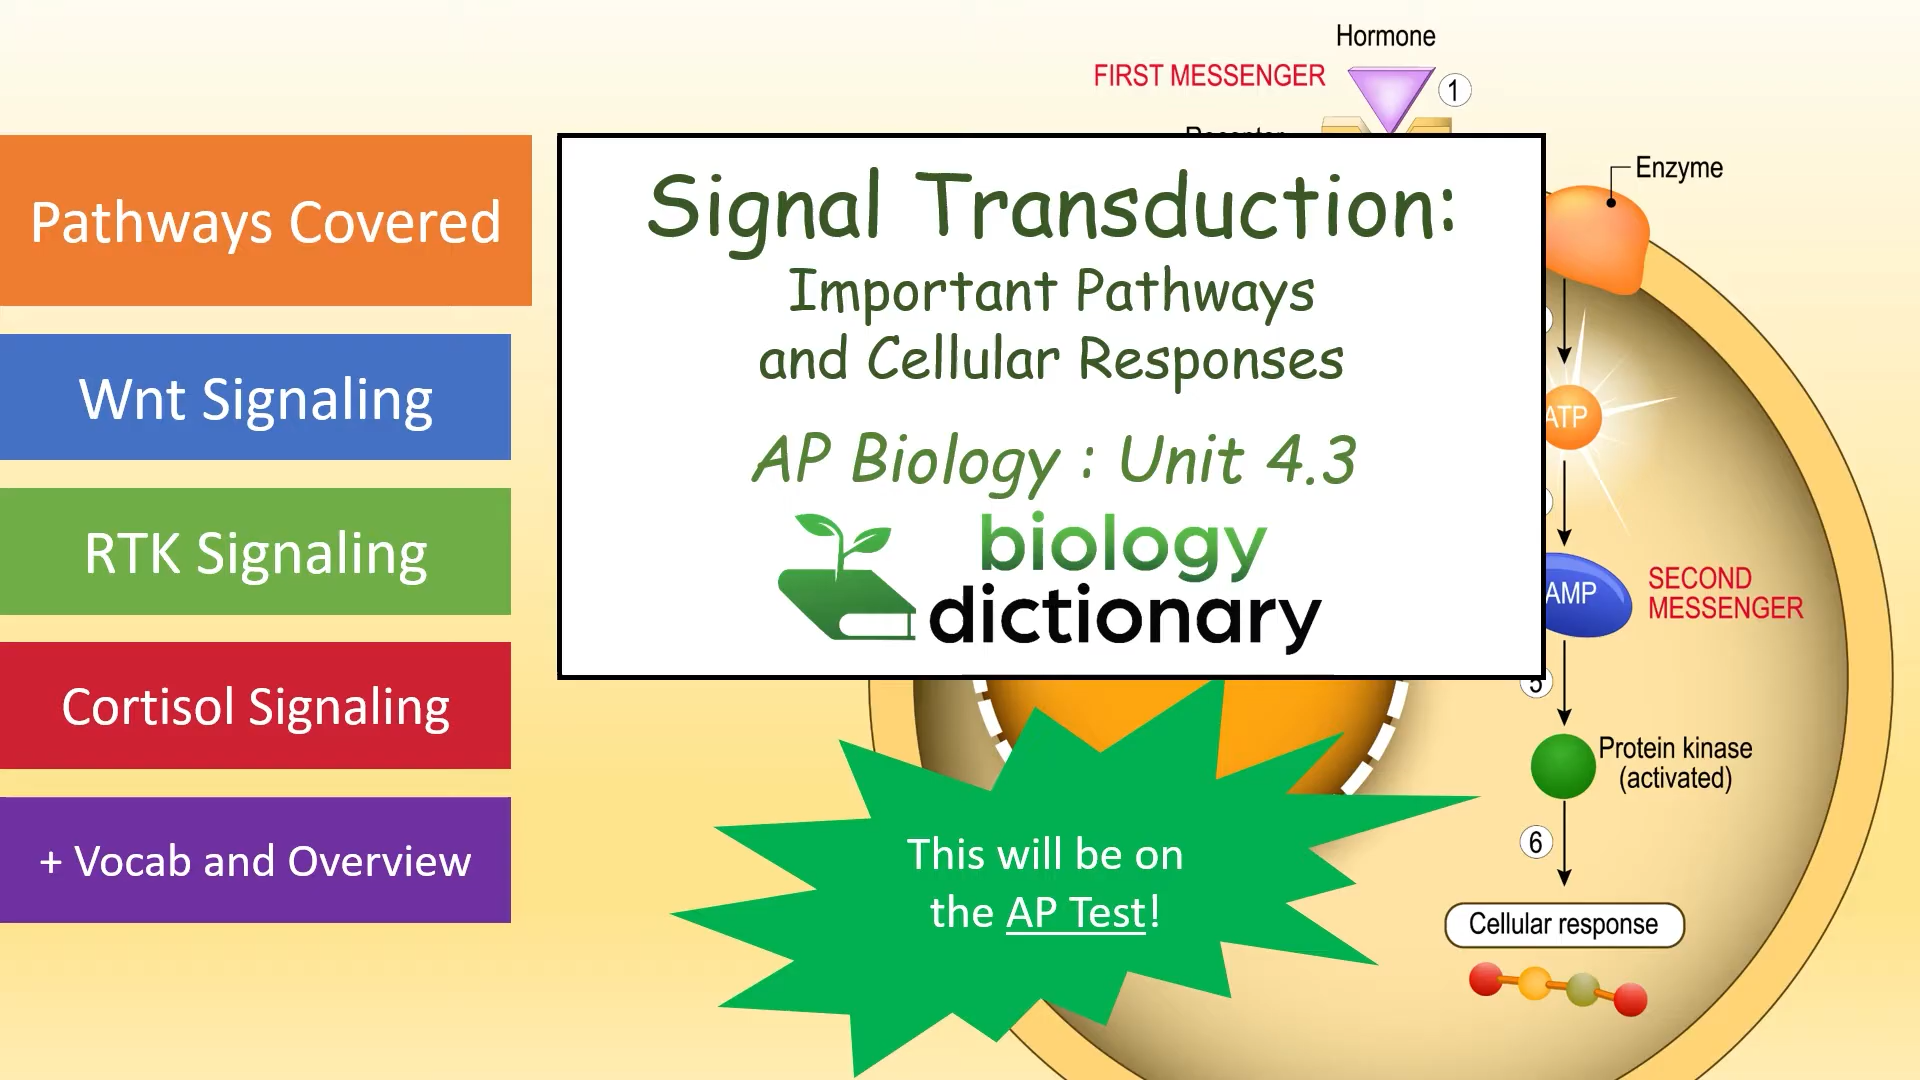 Hormone
FIRST MESSENGER
1
Enzyme
Pathways Covered
Wnt Signaling
RTK Signaling
Cortisol Signaling
+ Vocab and Overview
Signal Transduction:
Important Pathways
and Cellular Responses
AP Biology : Unit 4.3
biology
dictionary
This will be on
the AP Test!
ATP
AMP
SECOND
MESSENGER
5
Protein kinase
(activated)
6
Cellular response